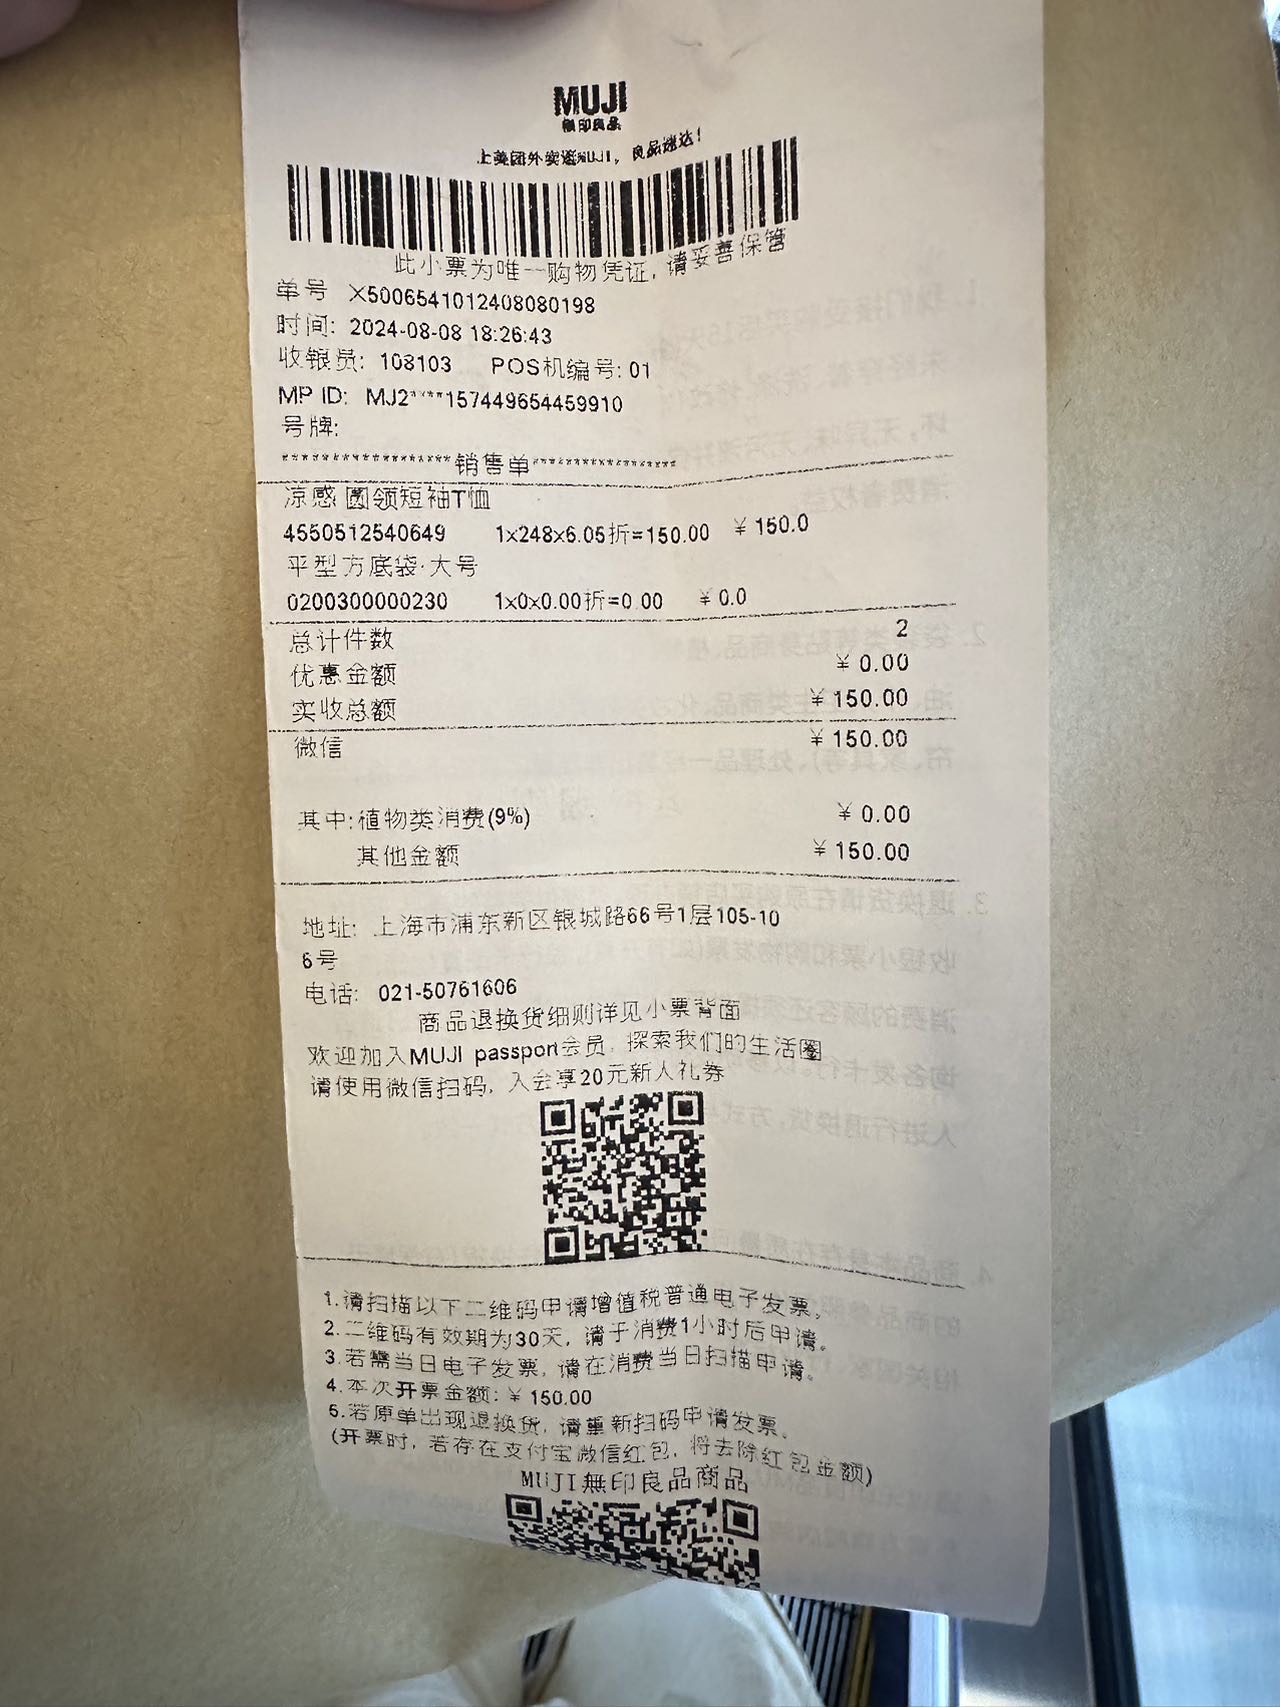 MUJI
無印良品
上美团外卖逛MUJI，良品速达！
此小票为唯一购物凭证，请妥善保管
单号 X5006541012408080198
时间: 2024-08-08 18:26:43
收银员: 108103 POS机编号: 01
MP ID: MJ2****157449654459910
号牌:
销售单
凉感 圆领短袖T恤
4550512540649 1x248x6.05折=150.00 ￥150.0
平型方底袋·大号
0200300000230 1x0x0.00折=0.00 ￥0.0
总计件数 2
优惠金额 ￥0.00
实收总额 ￥150.00
微信 ￥150.00
其中: 植物类消费(9%) ￥0.00
其他金额 ￥150.00
地址: 上海市浦东新区银城路66号1层105-10
6号
电话: 021-50761606
商品退换货细则详见小票背面
欢迎加入MUJI passport会员, 探索我们的生活圈
请使用微信扫码, 入会享20元新人礼券
1.请扫描以下二维码申请增值税普通电子发票。
2.二维码有效期为30天, 请于消费1小时后申请。
3.若需当日电子发票, 请在消费当日扫描申请。
4.本次开票金额: ￥150.00
5.若原单出现退换货, 请重新扫码申请发票。
(开票时, 若存在支付宝微信红包, 将去除红包金额)
MUJI無印良品商品